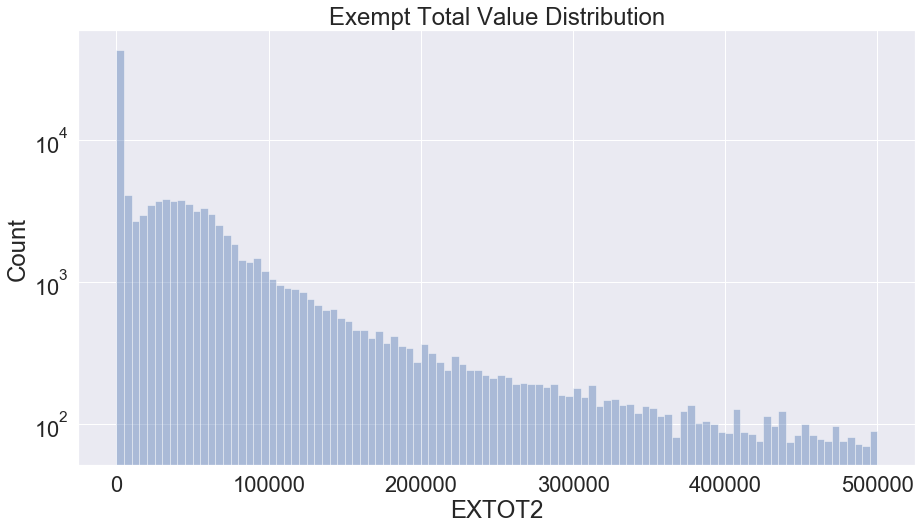 Exempt Total Value Distribution
Count
10^4
10^3
10^2
0 100000 200000 300000 400000 500000
EXTOT2